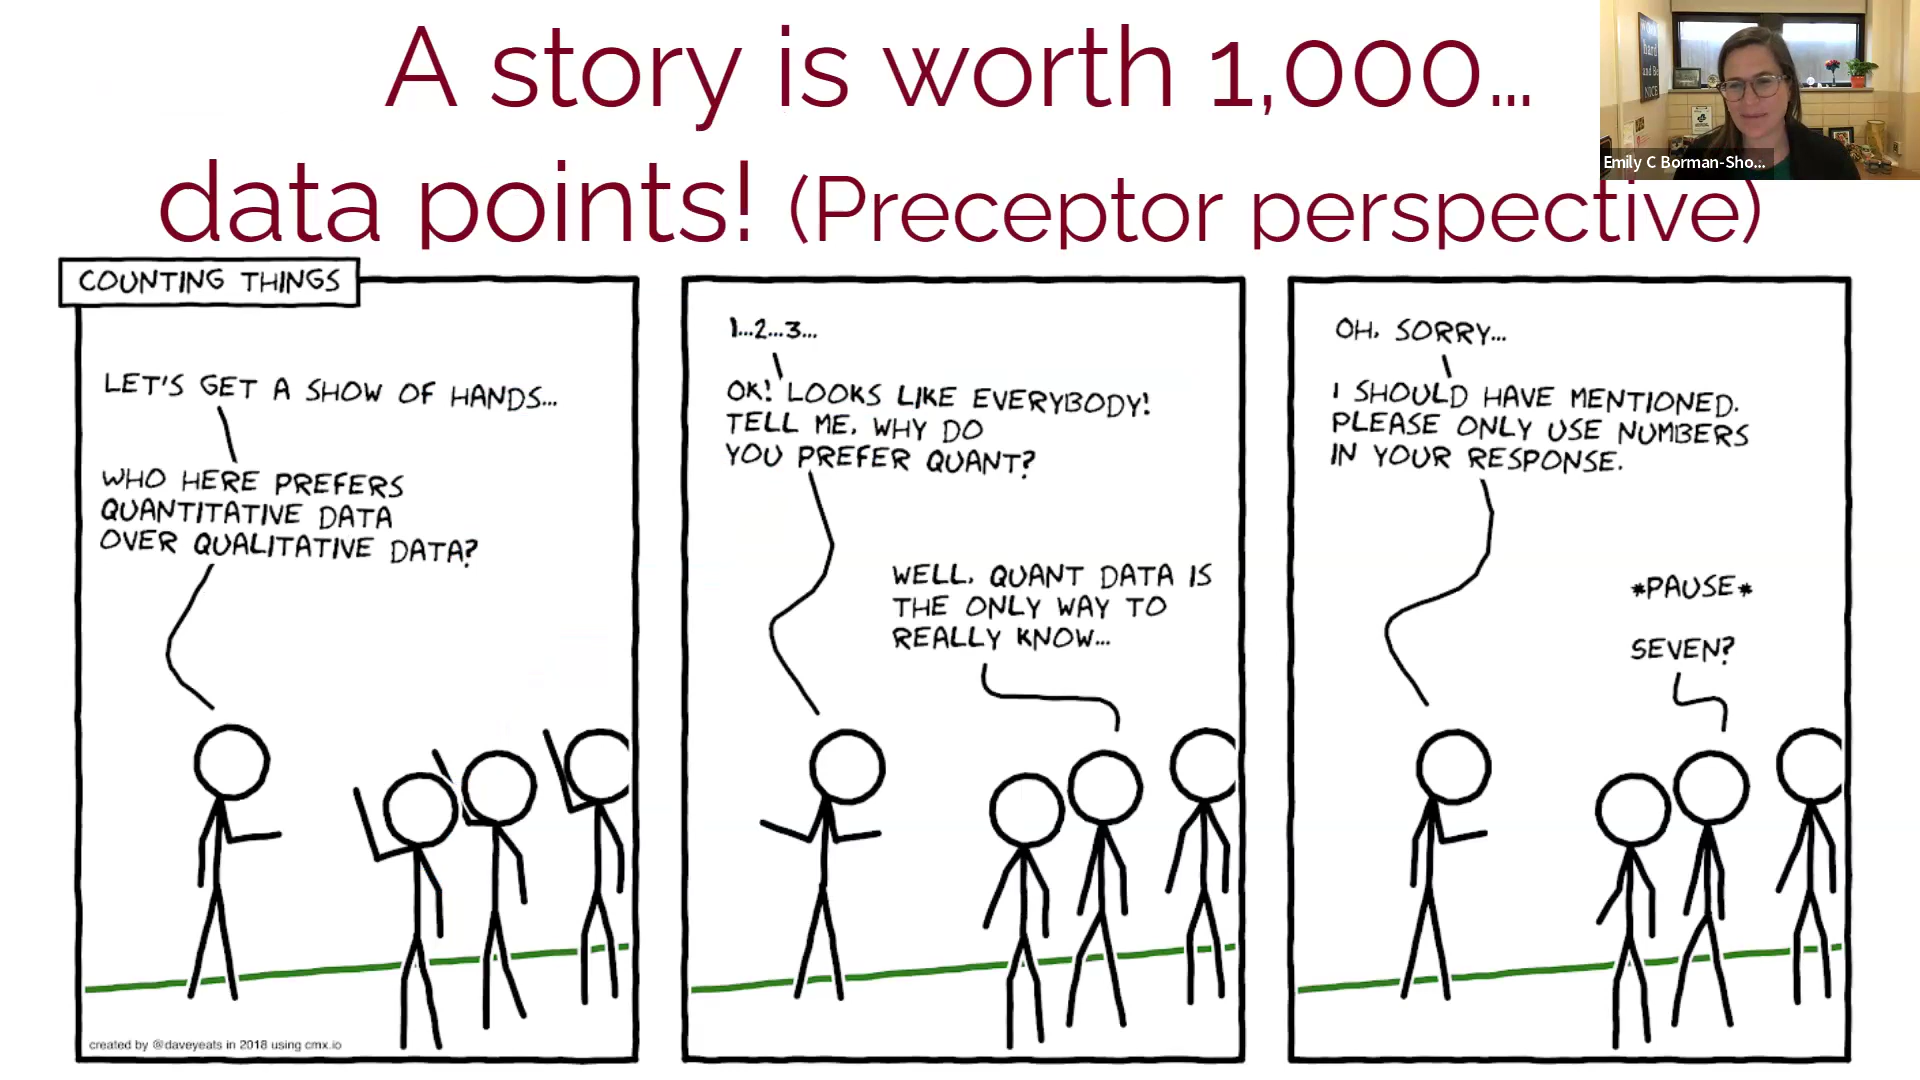 A story is worth 1,000...
data points! (Preceptor perspective)
Emily C Borman-Sho...
COUNTING THINGS
LET'S GET A SHOW OF HANDS...
WHO HERE PREFERS
QUANTITATIVE DATA
OVER QUALITATIVE DATA?
created by @daveyeats in 2018 using cmx.io
1...2...3...
OK! LOOKS LIKE EVERYBODY!
TELL ME, WHY DO
YOU PREFER QUANT?
WELL, QUANT DATA IS
THE ONLY WAY TO
REALLY KNOW...
OH, SORRY...
I SHOULD HAVE MENTIONED.
PLEASE ONLY USE NUMBERS
IN YOUR RESPONSE.
*PAUSE*
SEVEN?